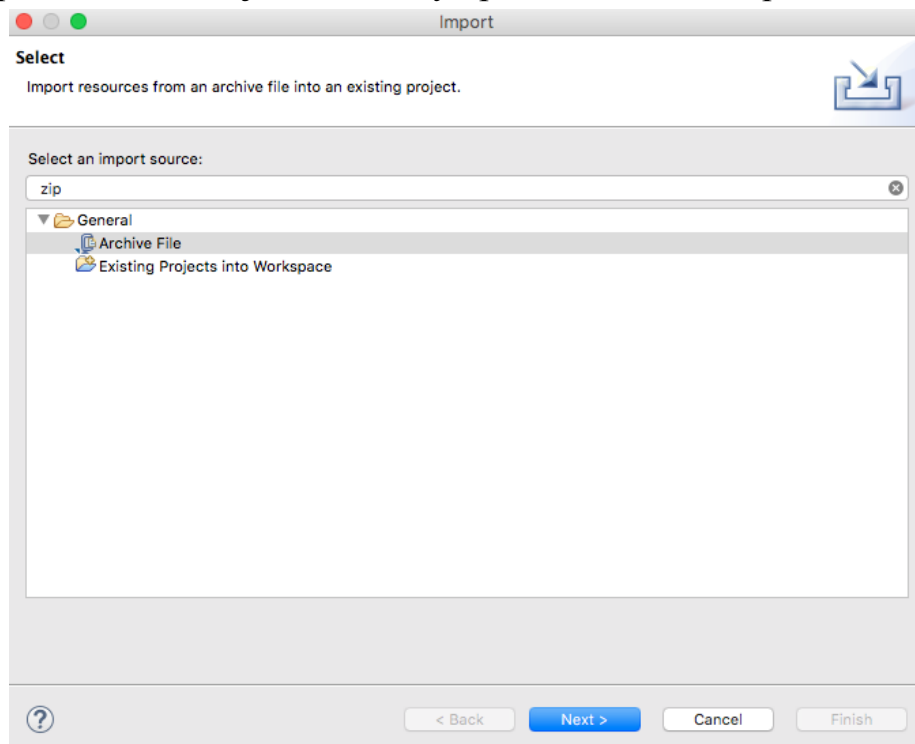 Import
Select
Import resources from an archive file into an existing project.
Select an import source:
zip
General
Archive File
Existing Projects into Workspace
?
< Back Next > Cancel Finish